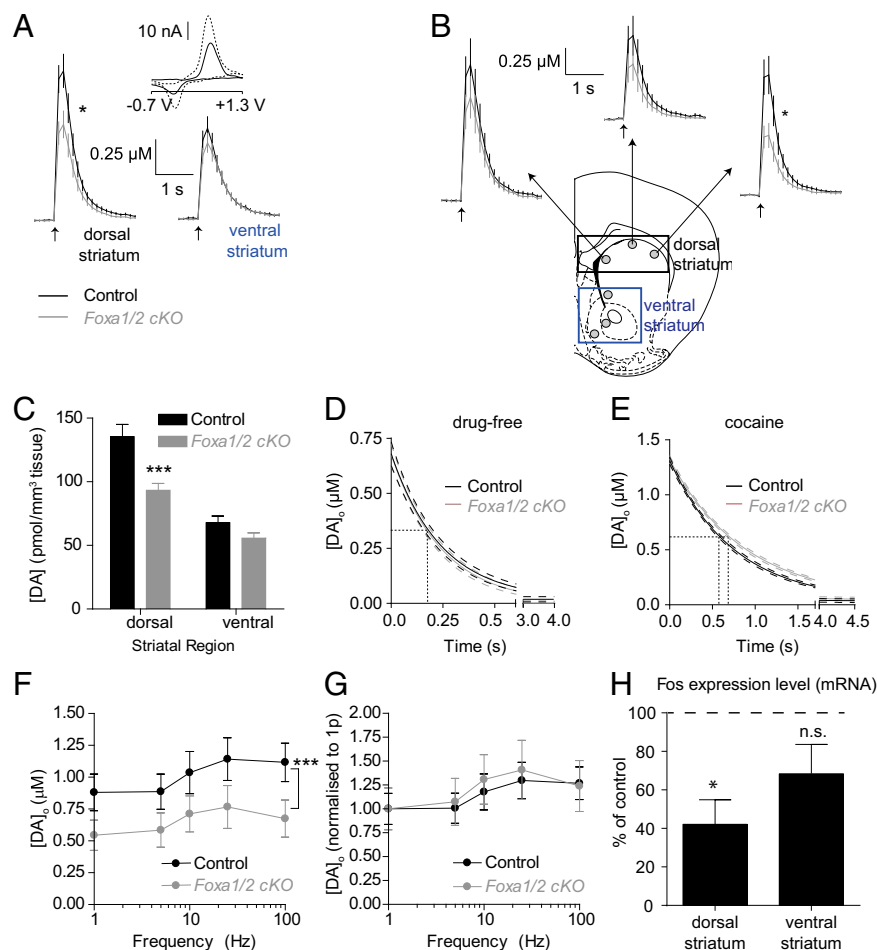 A
10 nA
-0.7 V
+1.3 V
*
0.25 µM
1 s
↑
↑
dorsal
striatum
ventral
striatum
Control
Foxa1/2 cKO
B
0.25 µM
1 s
*
↑
↑
↑
dorsal
striatum
ventral
striatum
C
[DA] (pmol/mm³ tissue)
150
100
50
0
Control
Foxa1/2 cKO
***
dorsal
ventral
Striatal Region
D
drug-free
[DA]o (µM)
0.75
0.50
0.25
0.00
Control
Foxa1/2 cKO
0.0
0.25
0.5
3.0
4.0
Time (s)
E
cocaine
[DA]o (µM)
1.5
1.0
0.5
0.0
Control
Foxa1/2 cKO
0.0
0.5
1.0
1.5
4.0
4.5
Time (s)
F
[DA]o (µM)
1.50
1.25
1.00
0.75
0.50
0.25
0.00
***
Control
Foxa1/2 cKO
1
10
100
Frequency (Hz)
G
[DA]o (normalised to 1p)
2.00
1.75
1.50
1.25
1.00
0.75
0.50
0.25
0.00
Control
Foxa1/2 cKO
1
10
100
Frequency (Hz)
H
Fos expression level (mRNA)
% of control
100
80
60
40
20
0
*
n.s.
dorsal
striatum
ventral
striatum